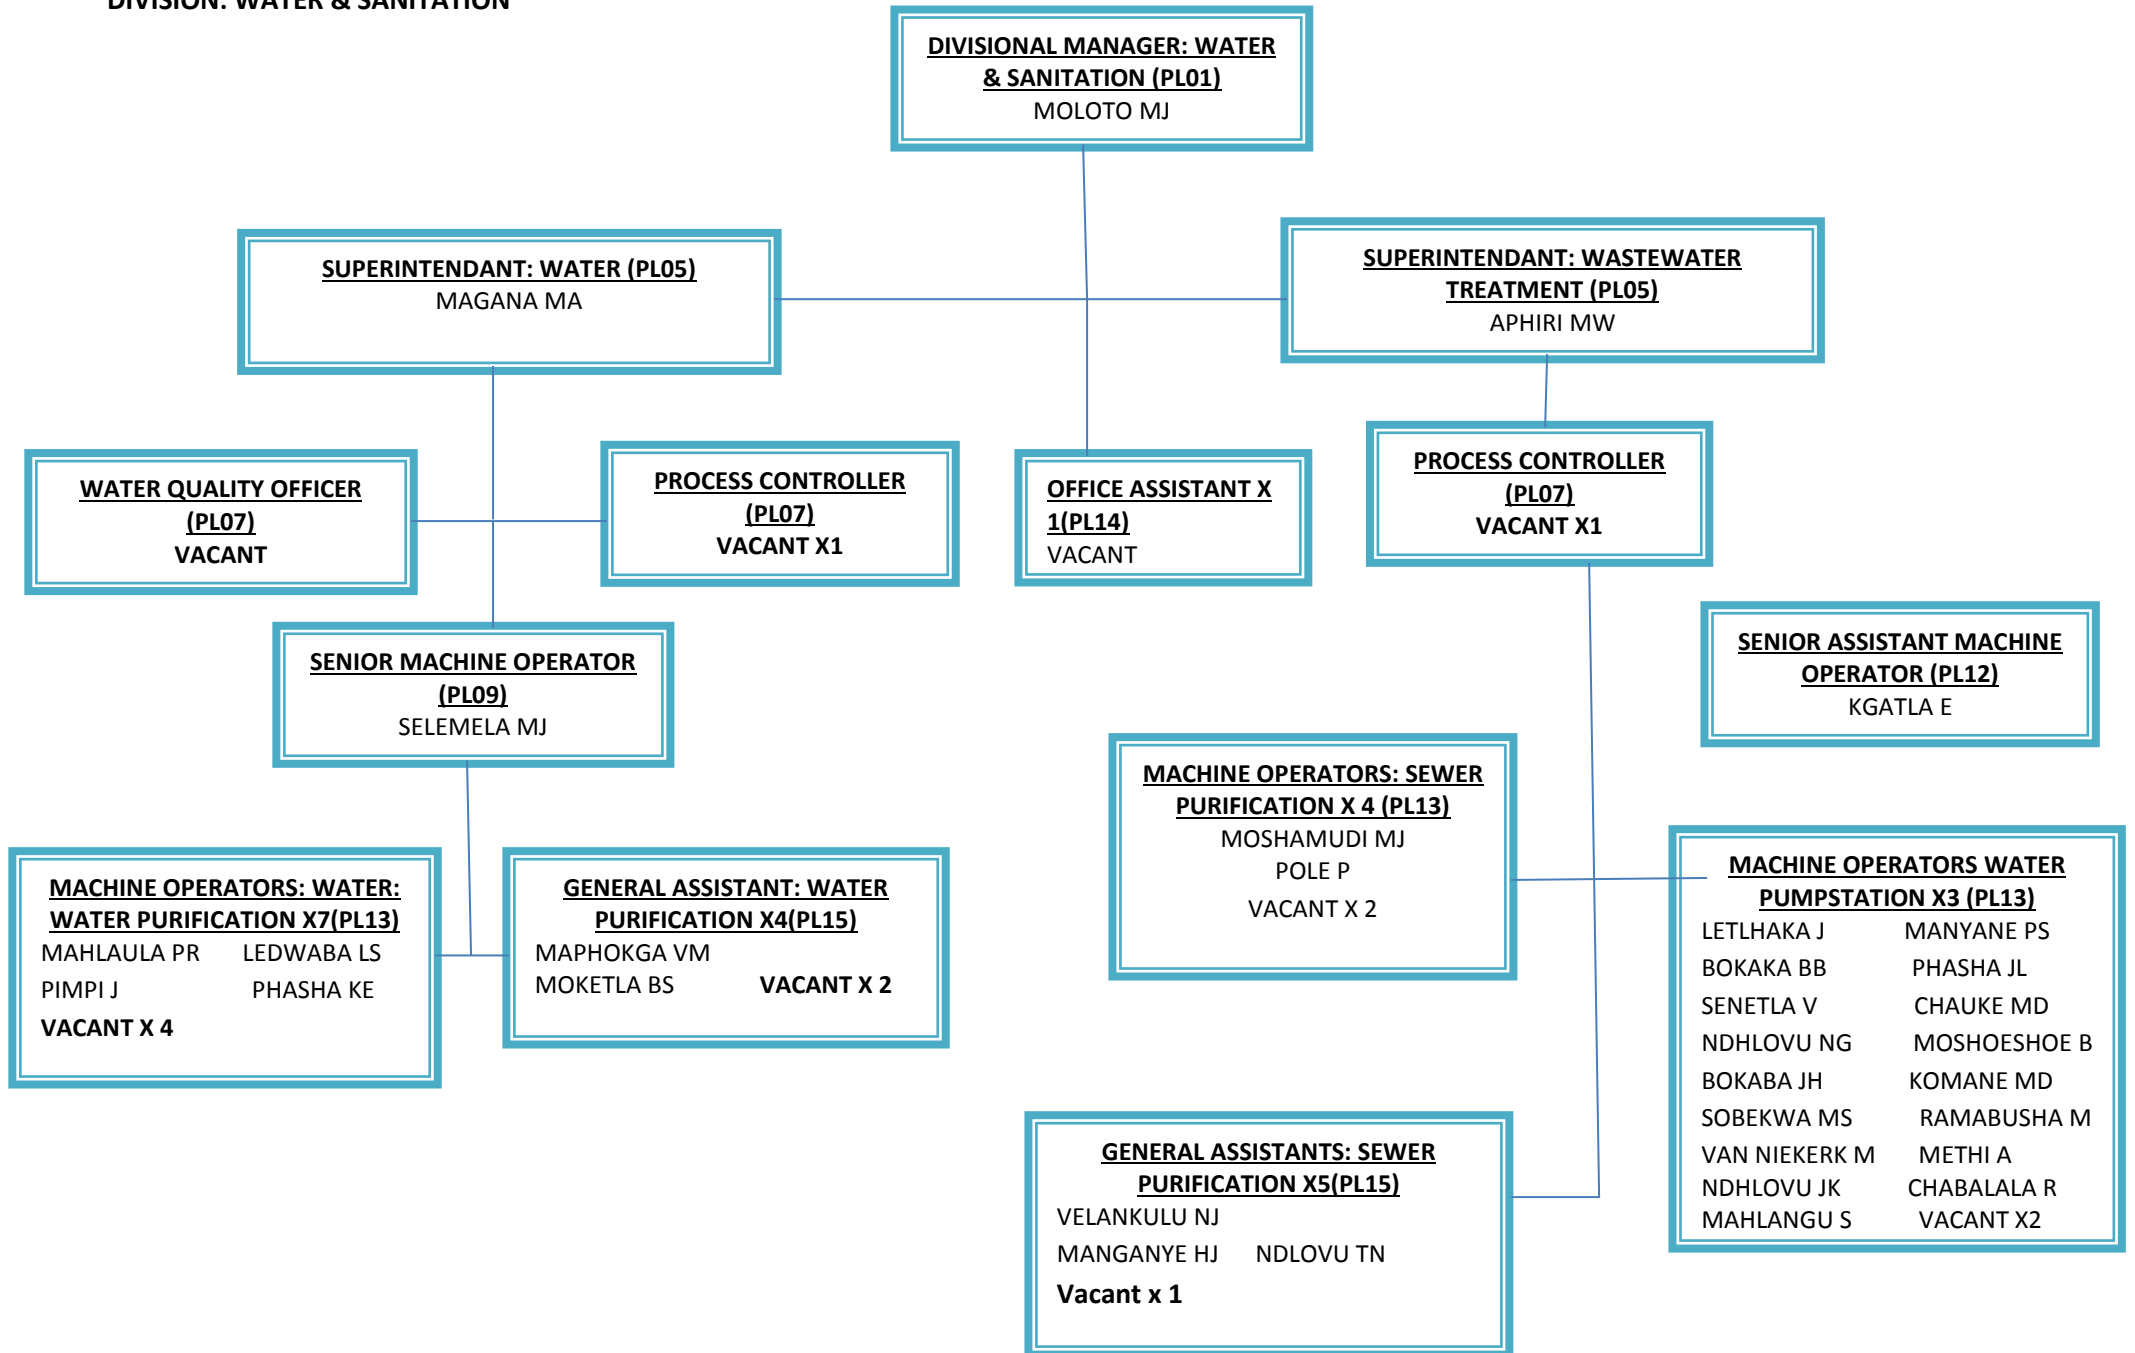 DIVISION: WATER & SANITATION
DIVISIONAL MANAGER: WATER
& SANITATION (PL01)
MOLOTO MJ
SUPERINTENDANT: WATER (PL05)
MAGANA MA
SUPERINTENDANT: WASTEWATER
TREATMENT (PL05)
APHIRI MW
WATER QUALITY OFFICER
(PL07)
VACANT
PROCESS CONTROLLER
(PL07)
VACANT X1
OFFICE ASSISTANT X
1(PL14)
VACANT
PROCESS CONTROLLER
(PL07)
VACANT X1
SENIOR MACHINE OPERATOR
(PL09)
SELEMELA MJ
SENIOR ASSISTANT MACHINE
OPERATOR (PL12)
KGATLA E
MACHINE OPERATORS: WATER:
WATER PURIFICATION X7(PL13)
MAHLAULA PR LEDWABA LS
PIMPI J PHASHA KE
VACANT X 4
GENERAL ASSISTANT: WATER
PURIFICATION X4(PL15)
MAPHOKGA VM
MOKETLA BS VACANT X 2
MACHINE OPERATORS: SEWER
PURIFICATION X 4 (PL13)
MOSHAMUDI MJ
POLE P
VACANT X 2
MACHINE OPERATORS WATER
PUMPSTATION X3 (PL13)
LETLHAKA J MANYANE PS
BOKAKA BB PHASHA JL
SENETLA V CHAUKE MD
NDHLOVU NG MOSHOESHOE B
BOKABA JH KOMANE MD
SOBEKWA MS RAMABUSHA M
VAN NIEKERK M METHI A
NDHLOVU JK CHABALALA R
MAHLANGU S VACANT X2
GENERAL ASSISTANTS: SEWER
PURIFICATION X5(PL15)
VELANKULU NJ
MANGANYE HJ NDLOVU TN
Vacant x 1